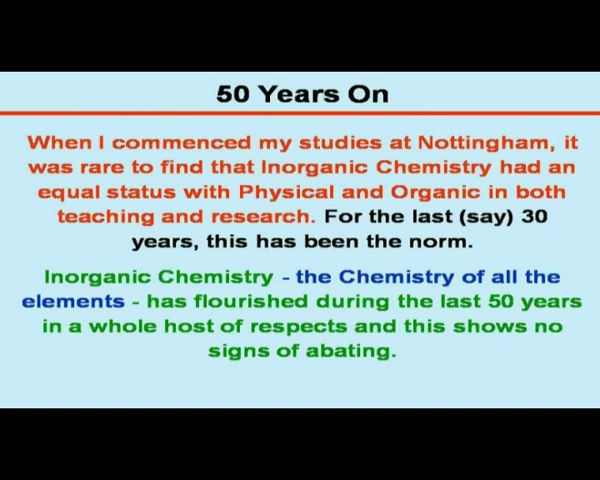 50 Years On
When I commenced my studies at Nottingham, it
was rare to find that Inorganic Chemistry had an
equal status with Physical and Organic in both
teaching and research. For the last (say) 30
years, this has been the norm.
Inorganic Chemistry - the Chemistry of all the
elements - has flourished during the last 50 years
in a whole host of respects and this shows no
signs of abating.